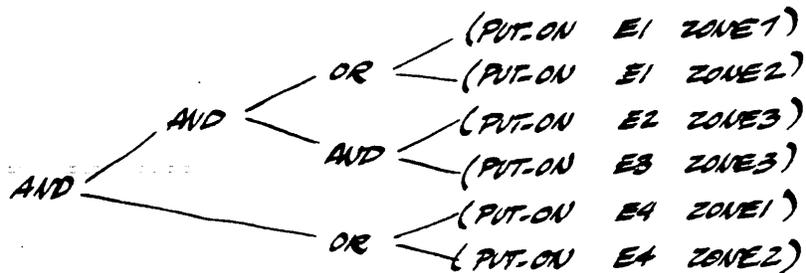 (PUT-ON E1 ZONE1)
OR
(PUT-ON E1 ZONE2)
AND
(PUT-ON E2 ZONE3)
AND
(PUT-ON E3 ZONE3)
AND
(PUT-ON E4 ZONE1)
OR
(PUT-ON E4 ZONE2)